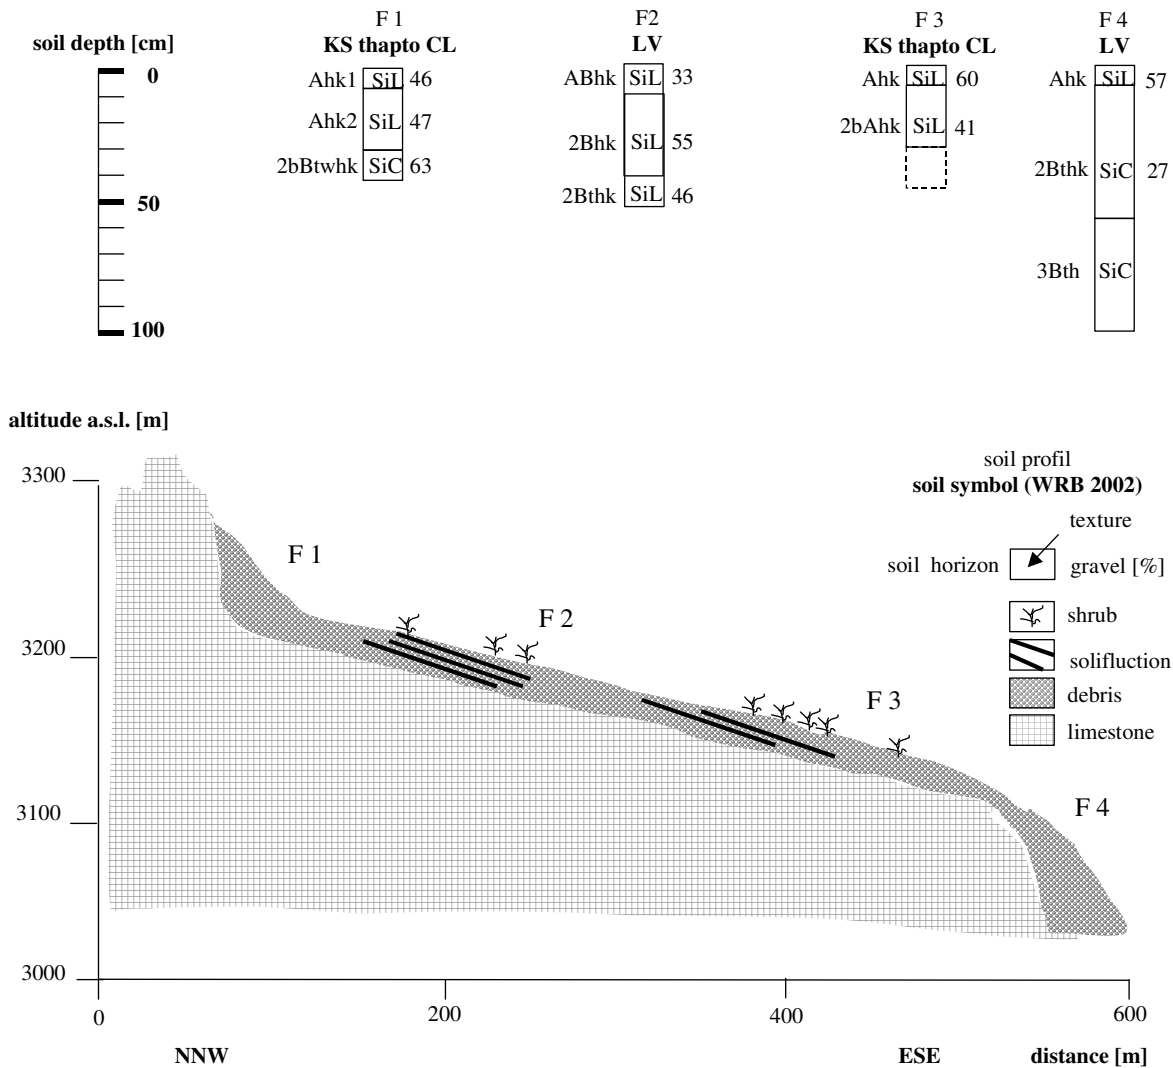 F 1 F2 F 3 F 4
soil depth [cm] KS thapto CL LV KS thapto CL LV
0 Ahk1 SiL 46 ABhk SiL 33 Ahk SiL 60 Ahk SiL 57
Ahk2 SiL 47 2Bhk SiL 55 2bAhk SiL 41
2bBtwhk SiC 63 2Bthk SiL 46 2Bthk SiC 27
50
3Bth SiC
100
altitude a.s.l. [m]
3300
3200
3100
3000
F 1
F 2
F 3
F 4
soil profil
soil symbol (WRB 2002)
texture
soil horizon gravel [%]
shrub
solifluction
debris
limestone
0 200 400 600
NNW ESE distance [m]